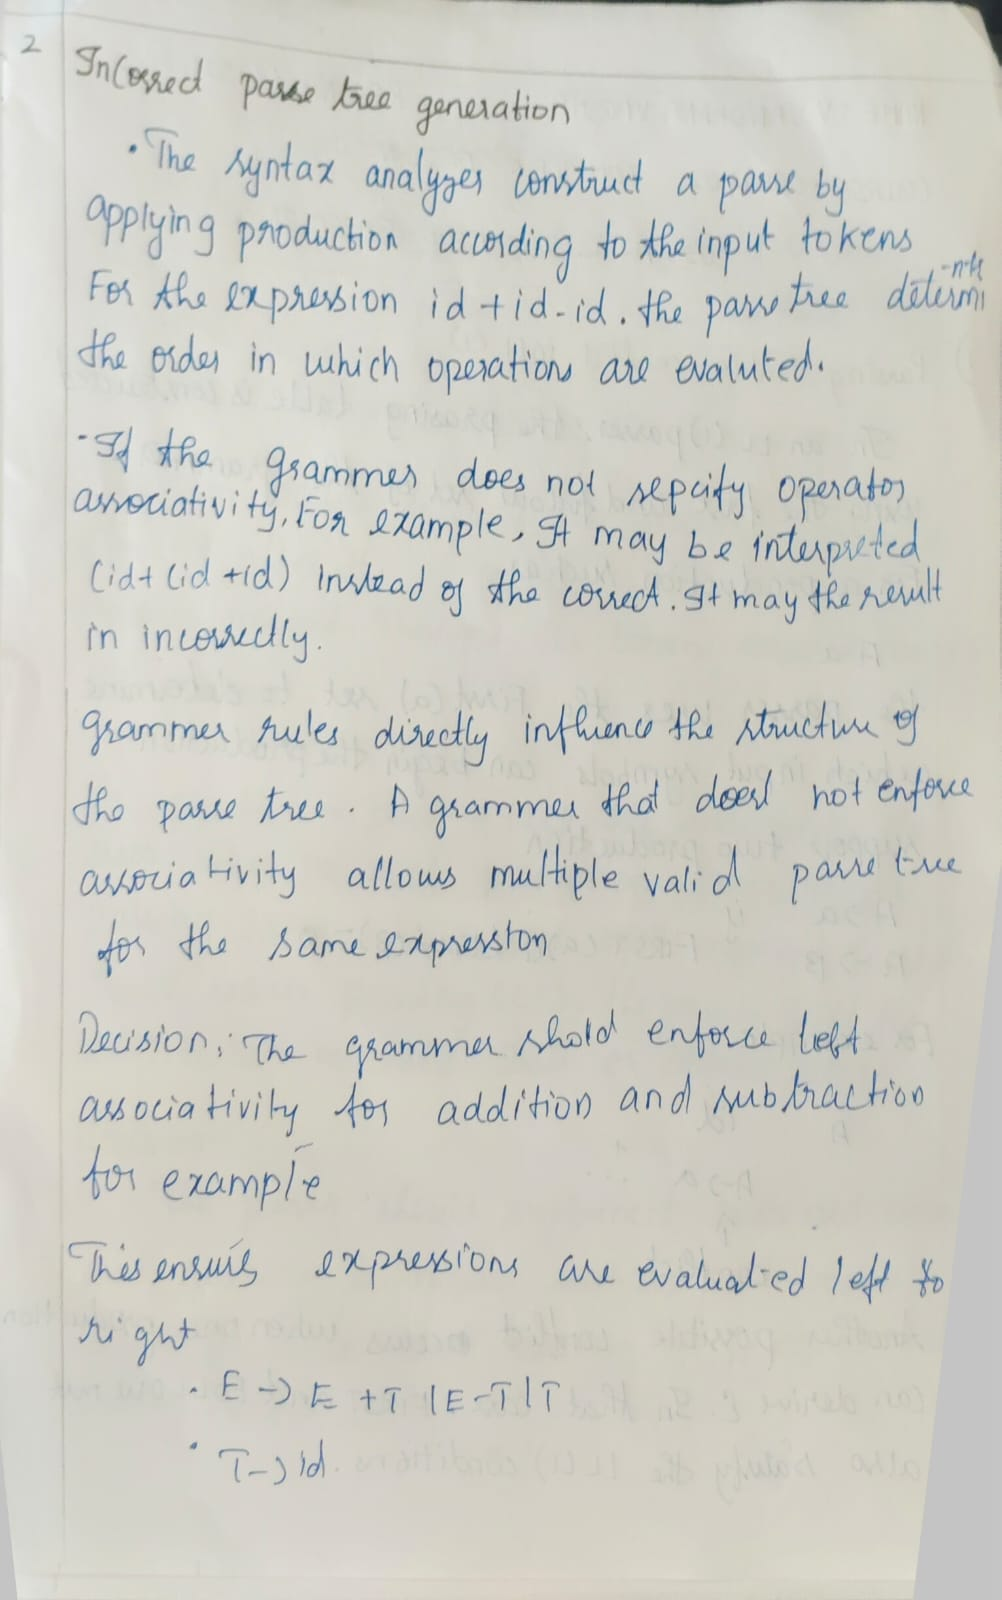 2
Incorred parse tree generation
• The syntax analyzer construct a parse by
applying production according to the input tokens
For the expression id + id - id. the parse tree determi -nts
the order in which operations are evaluted.
- If the grammer does not sepcify operator
associativity, For example, It may be interpreted
(id+ (id +id) instead of the correct. It may the result
in incorrectly.
grammer rules directly influence the structure of
the parse tree. A grammer that doest not enforce
associativity allows multiple valid parse tree
for the same expression
Decision; The grammer shold enforce left
associativity for addition and subtraction
for example
This ensures expressions are evaluated left to
right
• E -> E + T | E - T | T
• T -> id